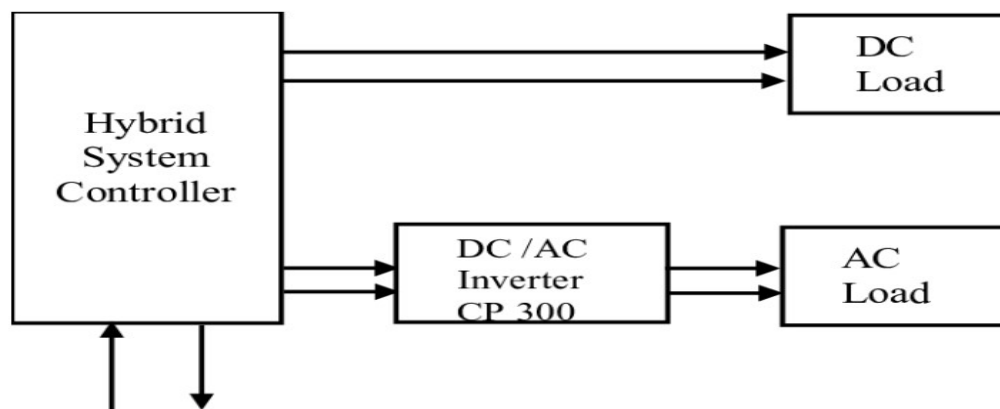 Hybrid
System
Controller
DC
Load
DC /AC
Inverter
CP 300
AC
Load